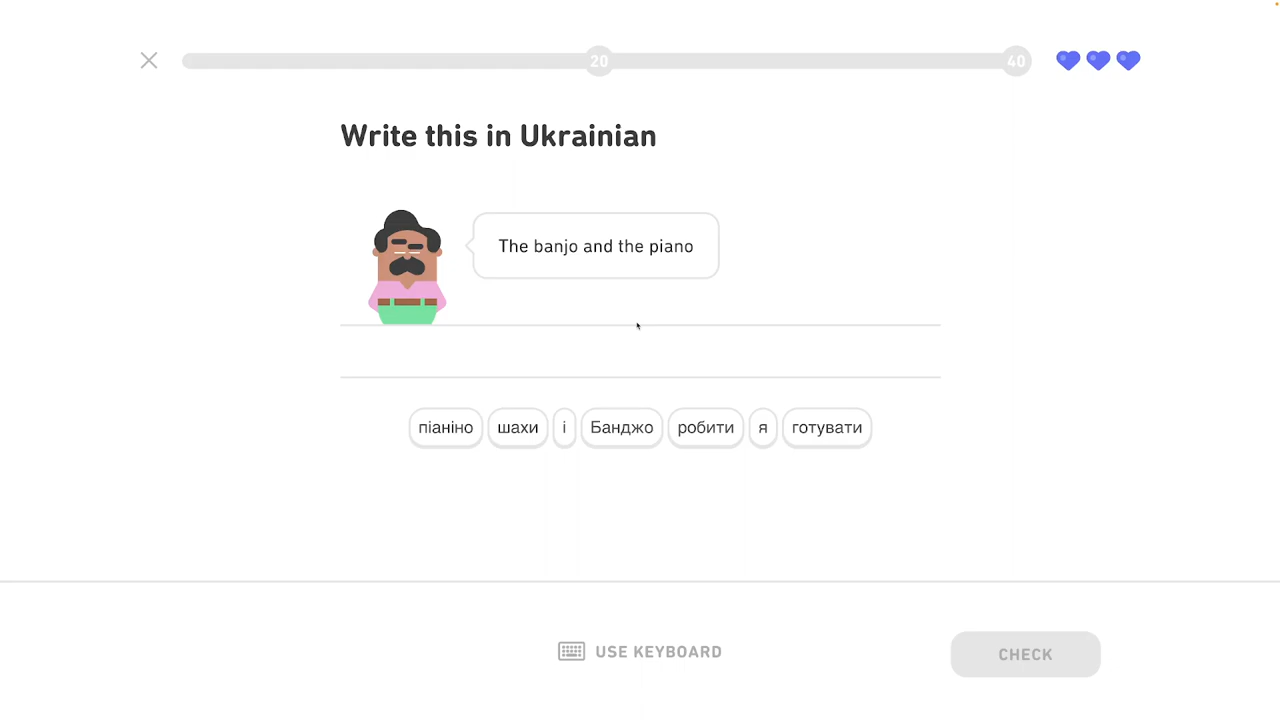 20
40
Write this in Ukrainian
The banjo and the piano
піаніно шахи і Банджо робити я готувати
USE KEYBOARD
CHECK